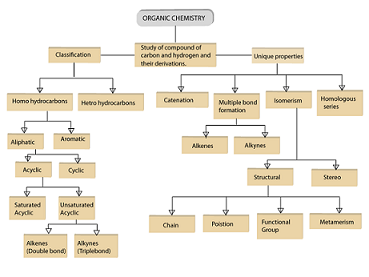 ORGANIC CHEMISTRY
Classification
Study of compound of
carbon and hydrogen and
their derivations.
Unique properties
Homo hydrocarbons
Hetro hydrocarbons
Catenation
Multiple bond
formation
Isomerism
Homologous
series
Aliphatic
Aromatic
Alkenes
Alkynes
Acyclic
Cyclic
Structural
Stereo
Saturated
Acyclic
Unsaturated
Acyclic
Chain
Poistion
Functional
Group
Metamerism
Alkenes
(Double bond)
Alkynes
(Triplebond)